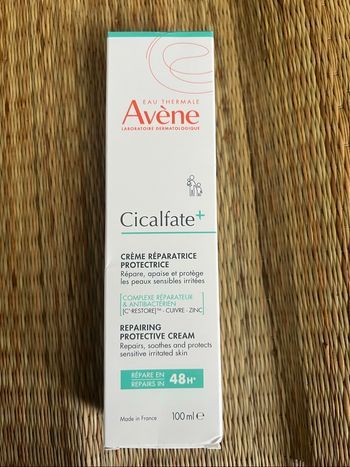 EAU THERMALE
Avène
LABORATOIRE DERMATOLOGIQUE
Cicalfate+
CRÈME RÉPARATRICE
PROTECTRICE
Répare, apaise et protège
les peaux sensibles irritées
COMPLEXE RÉPARATEUR
& ANTIBACTÉRIEN
[C+-RESTORE]™ - CUIVRE - ZINC
REPAIRING
PROTECTIVE CREAM
Repairs, soothes and protects
sensitive irritated skin
RÉPARE EN
REPAIRS IN 48H*
Made in France 100 ml ℮